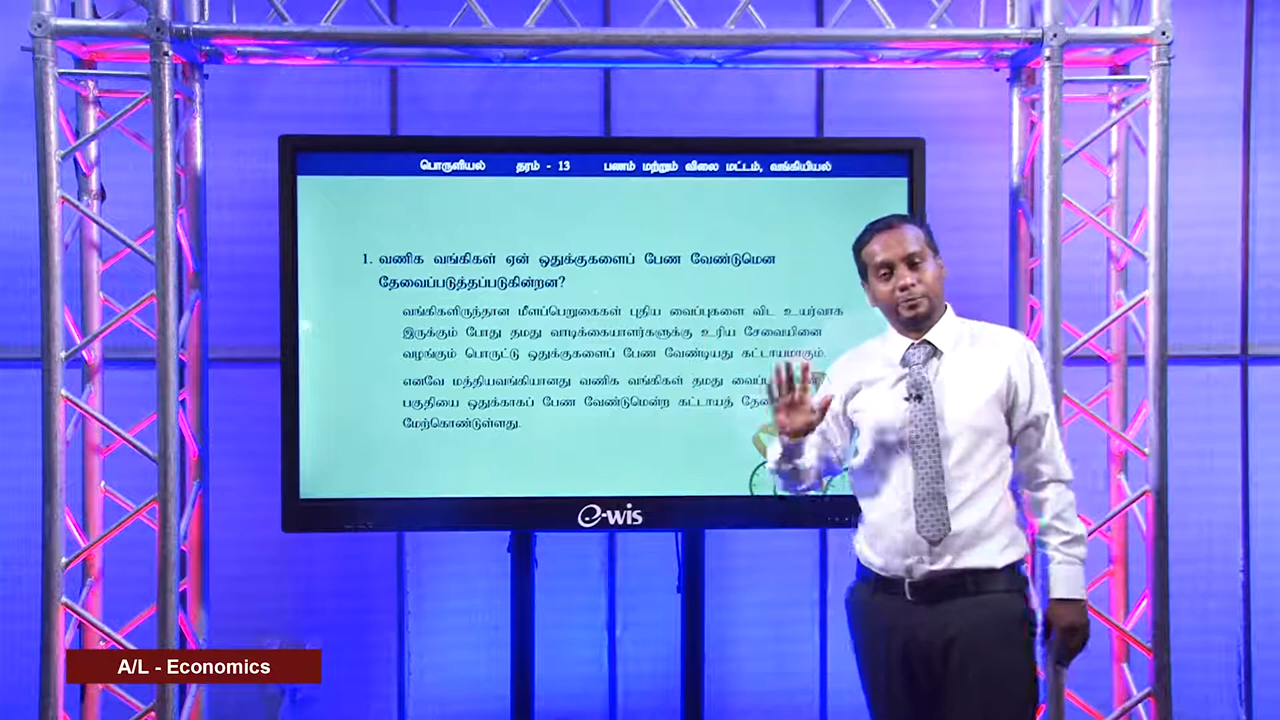 பொருளியல் தரம் - 13 பணம் மற்றும் விலை மட்டம், வங்கியியல்
1. வணிக வங்கிகள் ஏன் ஒதுக்குகளைப் பேண வேண்டுமென
தேவைப்படுத்தப்படுகின்றன?
வங்கிகளிருந்தான மீளப்பெறுகைகள் புதிய வைப்புகளை விட உயர்வாக
இருக்கும் போது தமது வாடிக்கையாளர்களுக்கு உரிய சேவையினை
வழங்கும் பொருட்டு ஒதுக்குகளைப் பேண வேண்டியது கட்டாயமாகும்.
எனவே மத்தியவங்கியானது வணிக வங்கிகள் தமது
பகுதியை ஒதுக்காகப் பேண வேண்டுமென்ற கட்டாயத்
மேற்கொண்டுள்ளது.
e-wis
A/L - Economics